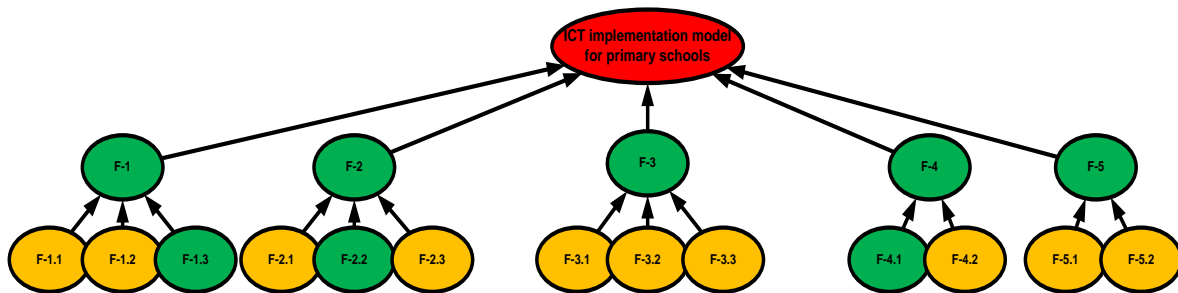 ICT implementation model
for primary schools
F-1
F-2
F-3
F-4
F-5
F-1.1
F-1.2
F-1.3
F-2.1
F-2.2
F-2.3
F-3.1
F-3.2
F-3.3
F-4.1
F-4.2
F-5.1
F-5.2